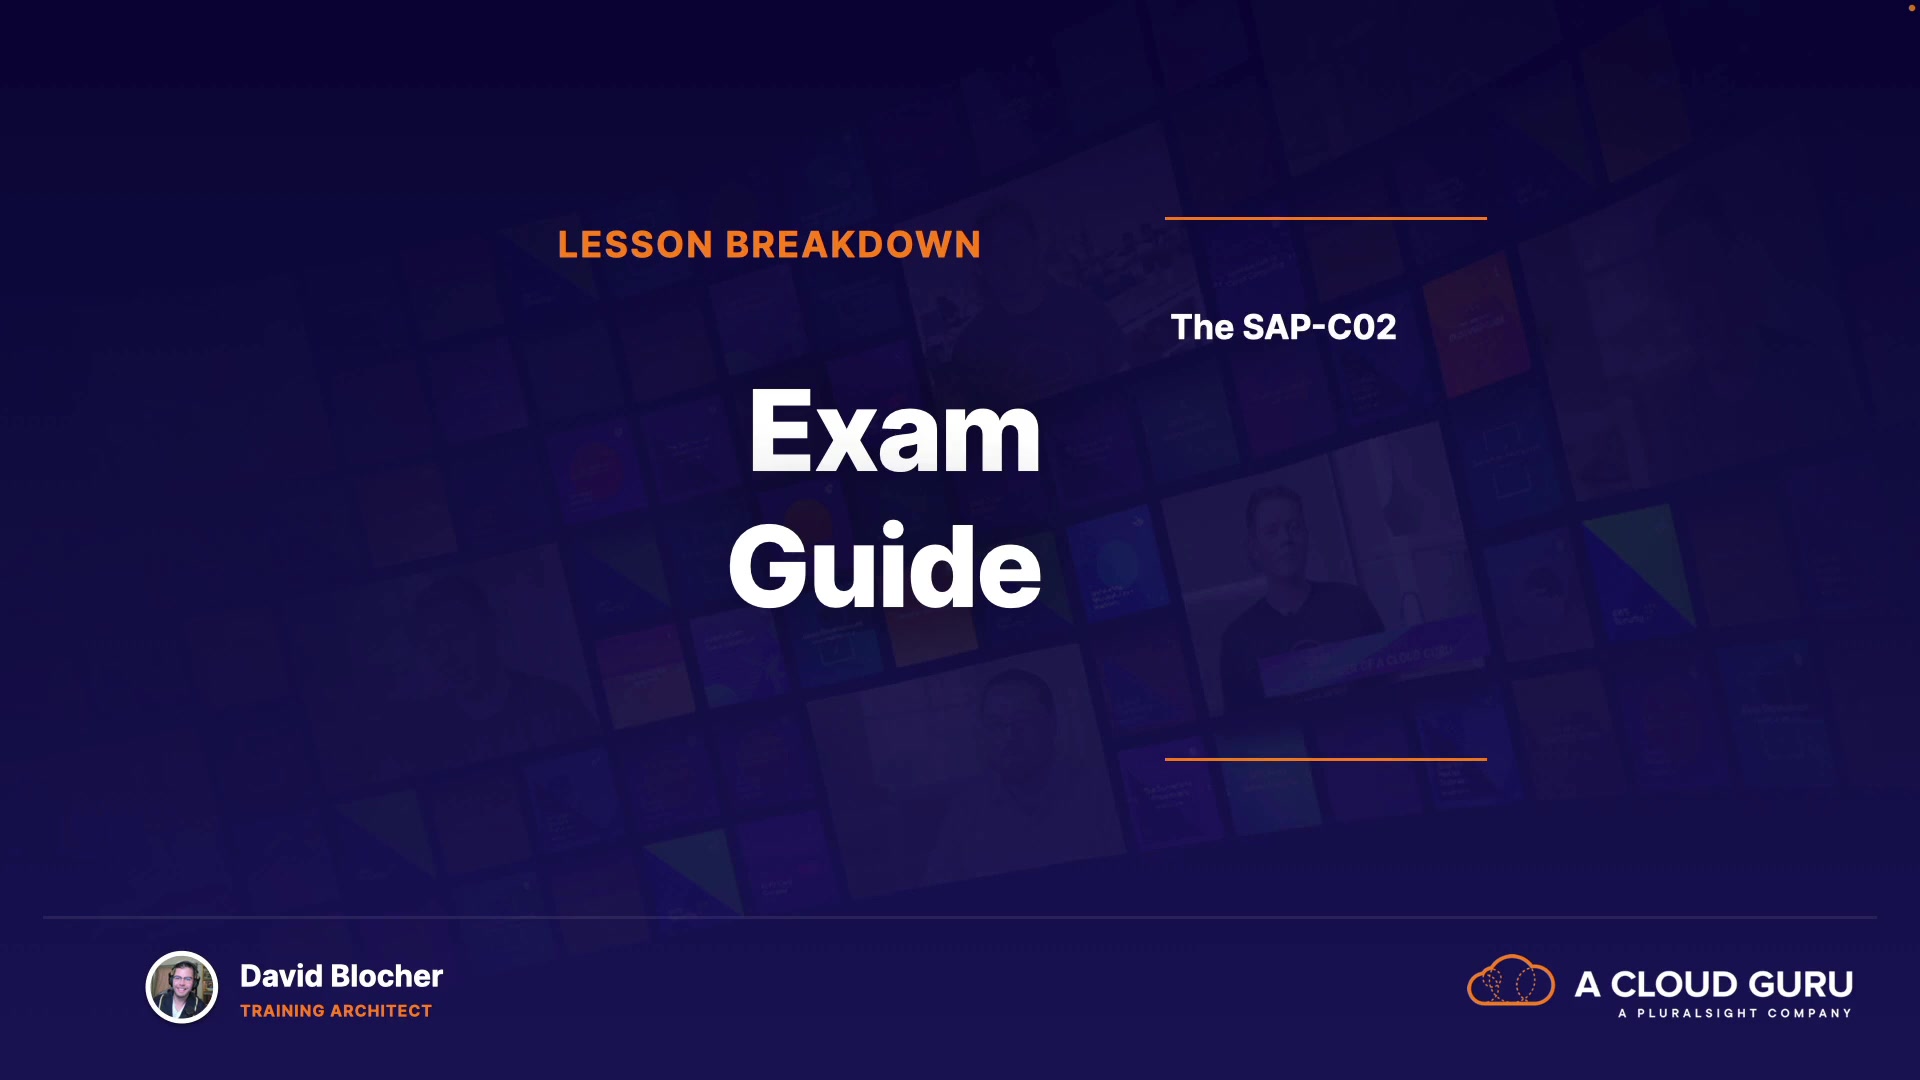 LESSON BREAKDOWN
Exam
Guide
The SAP-C02
David Blocher
TRAINING ARCHITECT
A CLOUD GURU
A PLURALSIGHT COMPANY